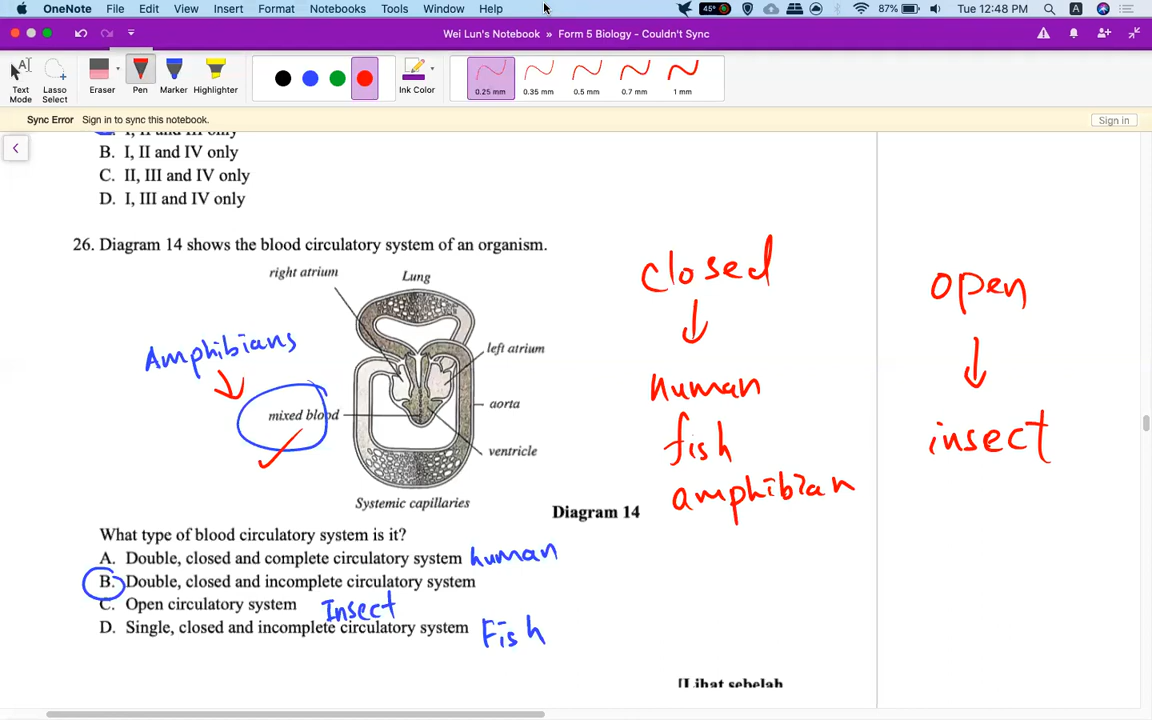 OneNote File Edit View Insert Format Notebooks Tools Window Help 45° 87% Tue 12:48 PM A
Wei Lun's Notebook » Form 5 Biology - Couldn't Sync
Text Mode
Lasso Select
Eraser
Pen
Marker
Highlighter
Ink Color
0.25 mm
0.35 mm
0.5 mm
0.7 mm
1 mm
Sync Error Sign in to sync this notebook. Sign in
I, II and III only
B. I, II and IV only
C. II, III and IV only
D. I, III and IV only
26. Diagram 14 shows the blood circulatory system of an organism.
right atrium
Lung
left atrium
Amphibians
mixed blood
aorta
ventricle
Systemic capillaries
Diagram 14
closed
human
fish
amphibian
open
insect
What type of blood circulatory system is it?
A. Double, closed and complete circulatory system human
B. Double, closed and incomplete circulatory system
C. Open circulatory system Insect
D. Single, closed and incomplete circulatory system Fish
[Lihat sebelah